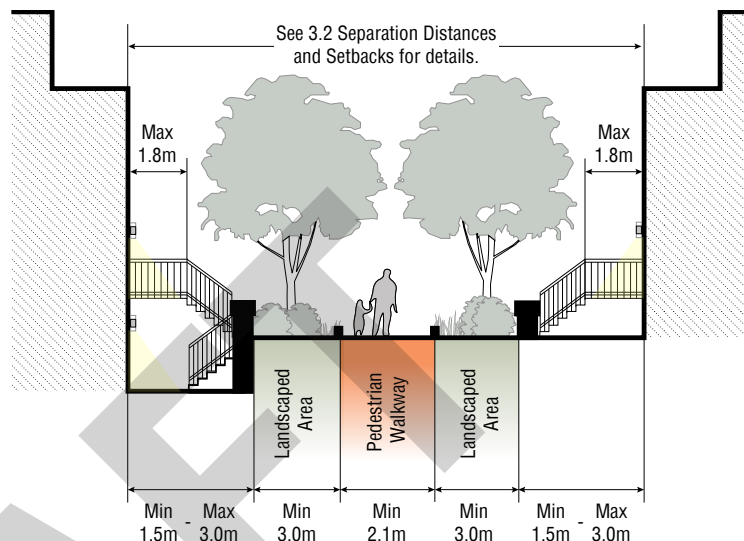 See 3.2 Separation Distances
and Setbacks for details.
Max
1.8m
Max
1.8m
Landscaped
Area
Pedestrian
Walkway
Landscaped
Area
Min - Max
1.5m 3.0m
Min
3.0m
Min
2.1m
Min
3.0m
Min - Max
1.5m 3.0m